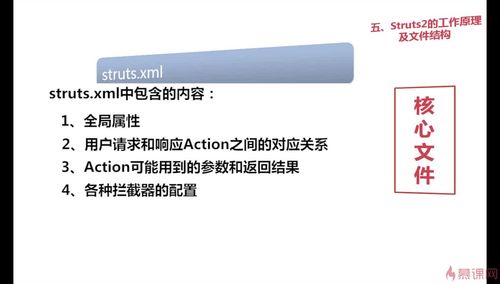 五、Struts2的工作原理
及文件结构
struts.xml
struts.xml中包含的内容：
1、全局属性
2、用户请求和响应Action之间的对应关系
3、Action可能用到的参数和返回结果
4、各种拦截器的配置
核心
文件
慕课网